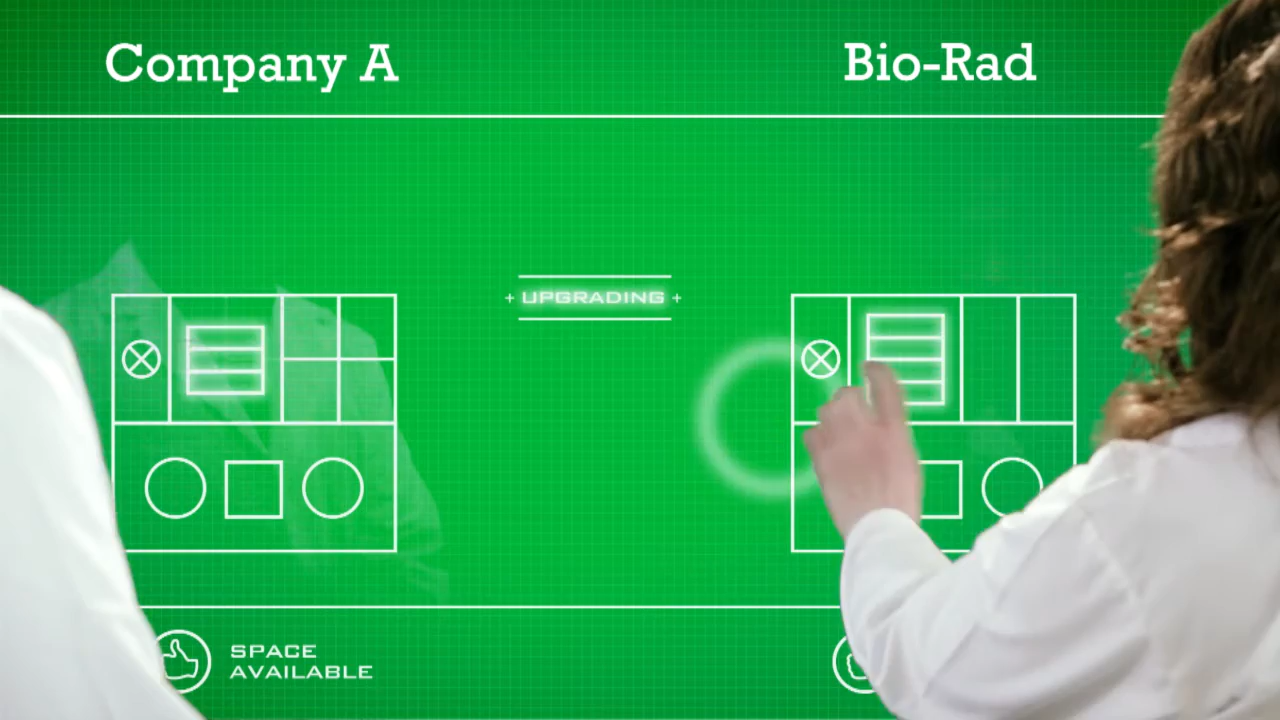 Company A
Bio-Rad
+ UPGRADING +
SPACE
AVAILABLE